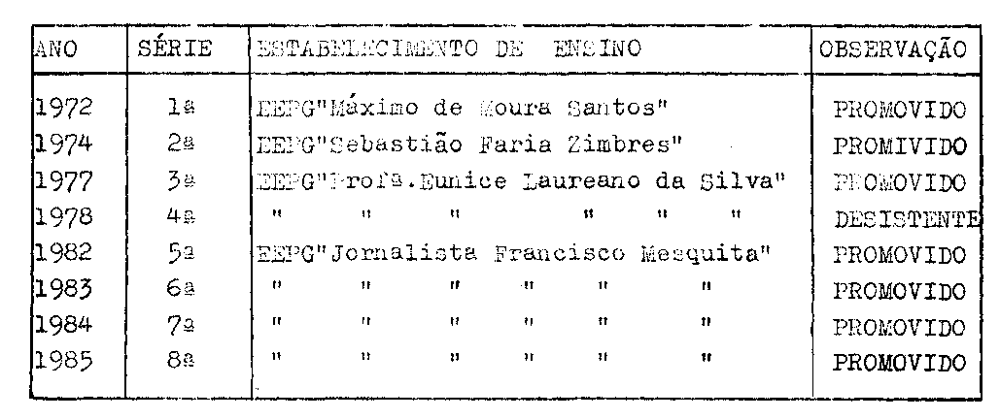 ANO SÉRIE ESTABELECIMENTO DE ENSINO OBSERVAÇÃO
1972 1ª EEPG"Máximo de Moura Santos" PROMOVIDO
1974 2ª EEPG"Sebastião Faria Zimbres" PROMIVIDO
1977 3ª EEPG"Profª.Eunice Laureano da Silva" PROMOVIDO
1978 4ª " " " " " " DESISTENTE
1982 5ª EEPG"Jornalista Francisco Mesquita" PROMOVIDO
1983 6ª " " " " " " PROMOVIDO
1984 7ª " " " " " " PROMOVIDO
1985 8ª " " " " " " PROMOVIDO